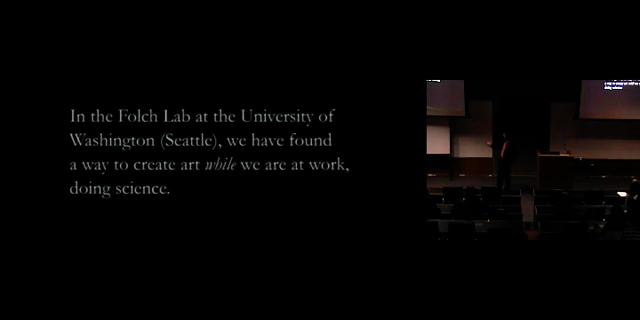 In the Folch Lab at the University of
Washington (Seattle), we have found
a way to create art while we are at work,
doing science.